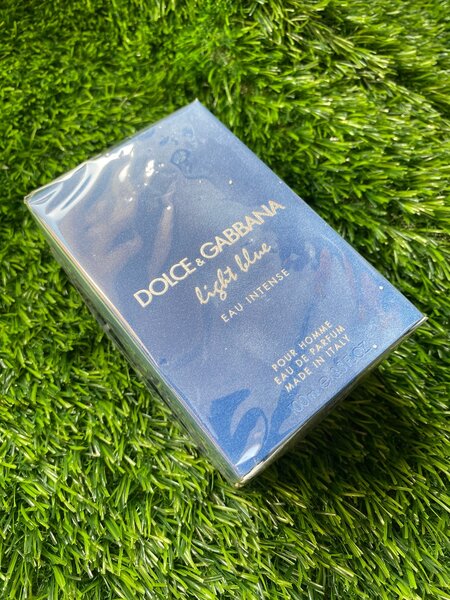 DOLCE & GABBANA
light blue
EAU INTENSE
POUR HOMME
EAU DE PARFUM
MADE IN ITALY